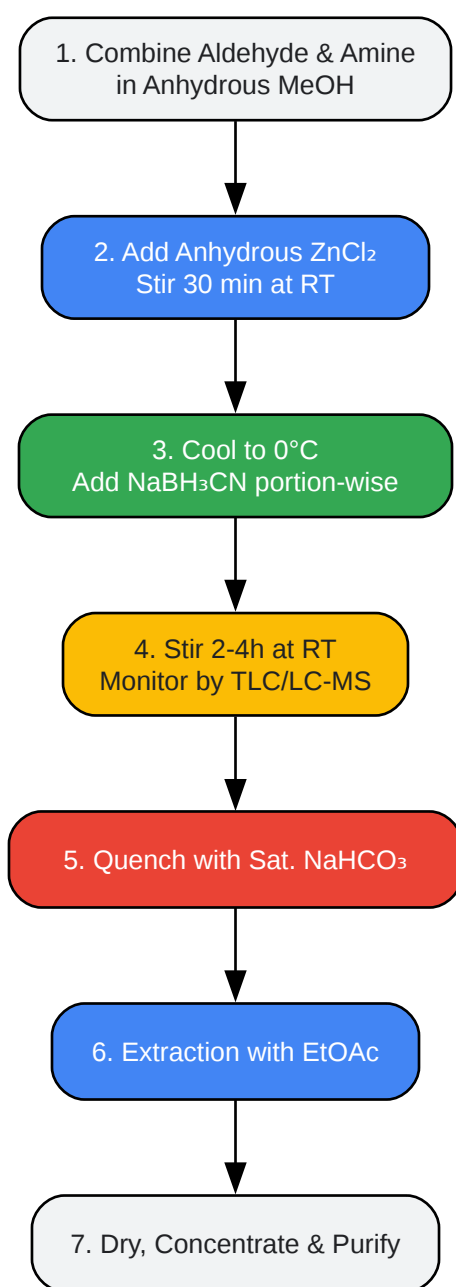 1. Combine Aldehyde & Amine
in Anhydrous MeOH
2. Add Anhydrous ZnCl₂
Stir 30 min at RT
3. Cool to 0°C
Add NaBH₃CN portion-wise
4. Stir 2-4h at RT
Monitor by TLC/LC-MS
5. Quench with Sat. NaHCO₃
6. Extraction with EtOAc
7. Dry, Concentrate & Purify